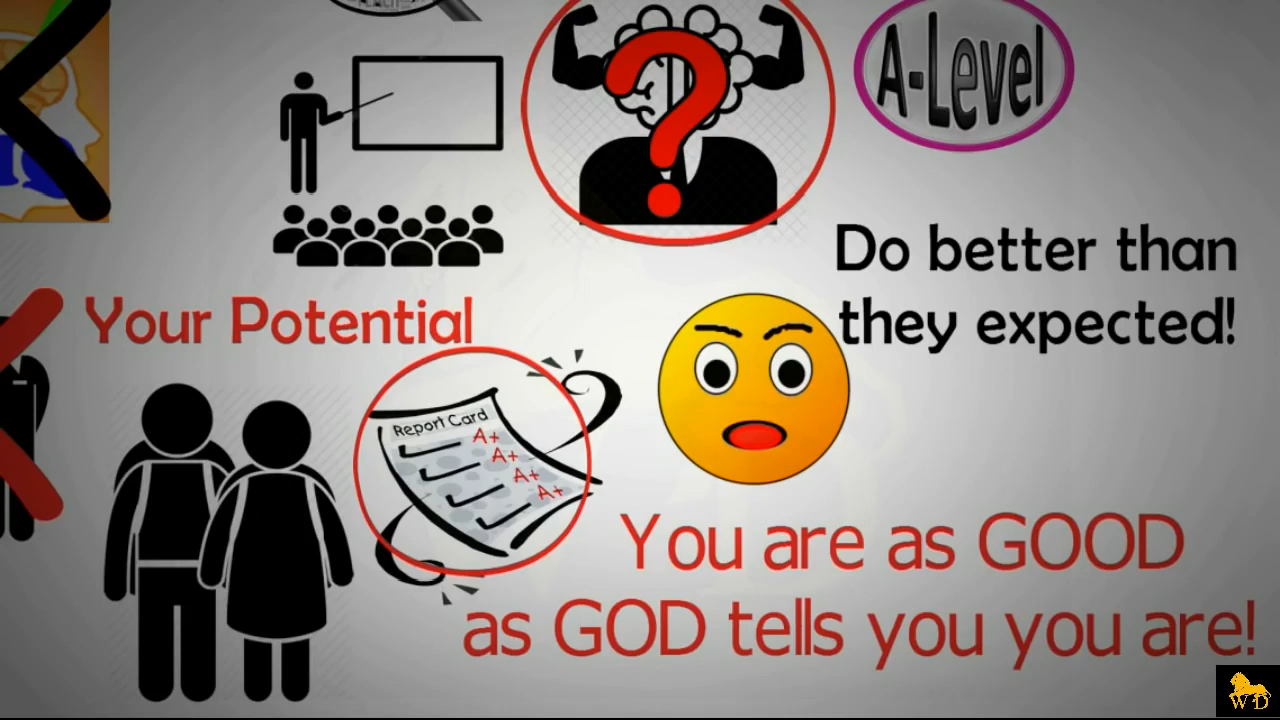 A-Level
Do better than
they expected!
Your Potential
Report Card
A+
A+
A+
A+
You are as GOOD
as GOD tells you you are!
WD